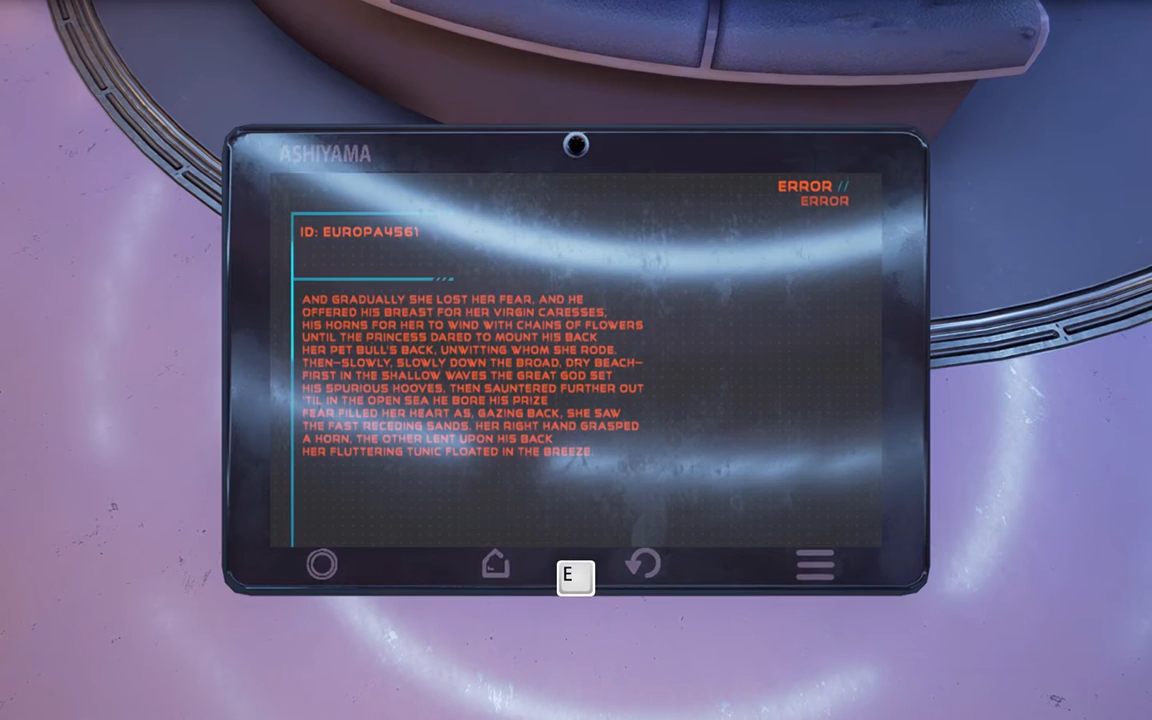 ASHIYAMA
ERROR //
ERROR
ID: EUROPA4561
AND GRADUALLY SHE LOST HER FEAR, AND HE
OFFERED HIS BREAST FOR HER VIRGIN CARESSES,
HIS HORNS FOR HER TO WIND WITH CHAINS OF FLOWERS
UNTIL THE PRINCESS DARED TO MOUNT HIS BACK
HER PET BULL'S BACK, UNWITTING WHOM SHE RODE.
THEN—SLOWLY, SLOWLY DOWN THE BROAD, DRY BEACH—
FIRST IN THE SHALLOW WAVES THE GREAT GOD SET
HIS SPURIOUS HOOVES, THEN SAUNTERED FURTHER OUT
'TIL IN THE OPEN SEA HE BORE HIS PRIZE
FEAR FILLED HER HEART AS, GAZING BACK, SHE SAW
THE FAST RECEDING SANDS. HER RIGHT HAND GRASPED
A HORN, THE OTHER LENT UPON HIS BACK
HER FLUTTERING TUNIC FLOATED IN THE BREEZE.
E